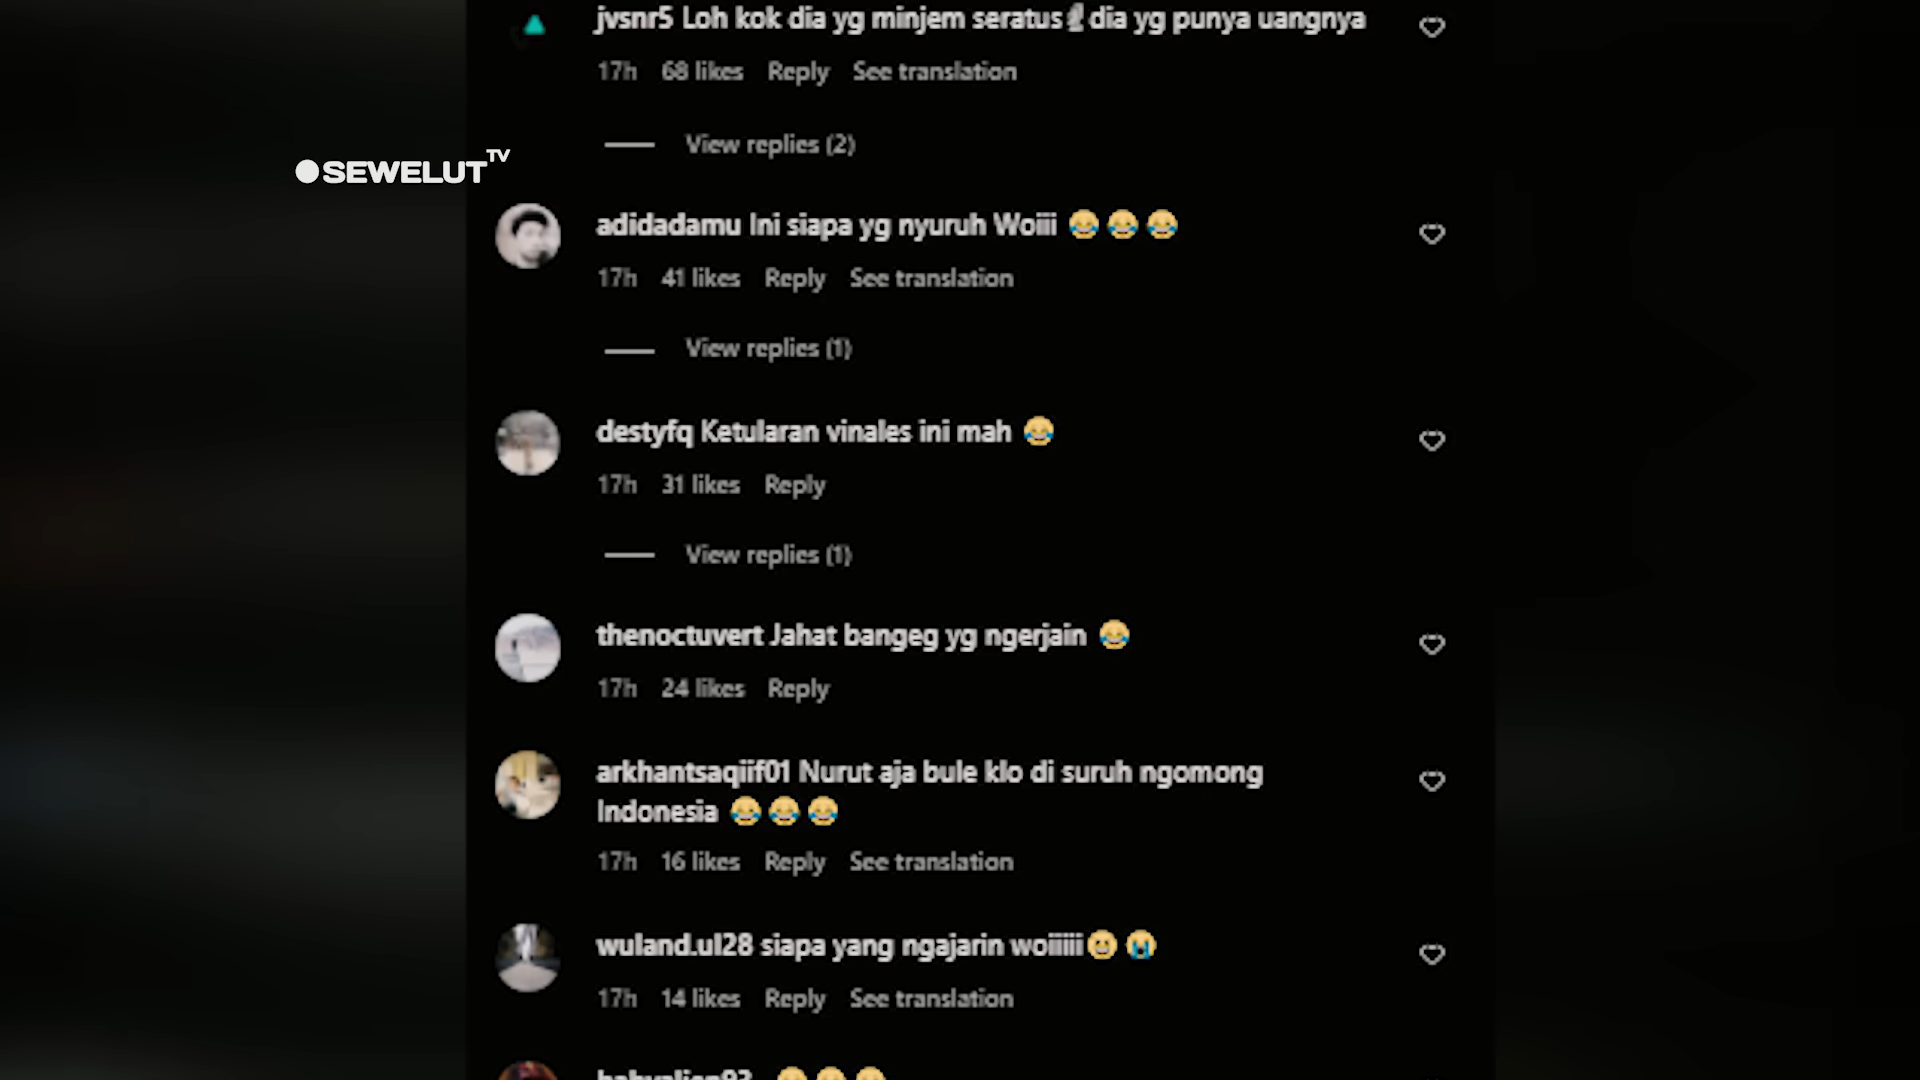 jvsnr5 Loh kok dia yg minjem seratus✌dia yg punya uangnya
17h 68 likes Reply See translation
View replies (2)
SEWELUT TV
adidadamu Ini siapa yg nyuruh Woiii 😂😂😂
17h 41 likes Reply See translation
View replies (1)
destyfq Ketularan vinales ini mah 😂
17h 31 likes Reply
View replies (1)
thenoctuvert Jahat bangeg yg ngerjain 😂
17h 24 likes Reply
arkhantsaqiif01 Nurut aja bule klo di suruh ngomong
Indonesia 😂😂😂
17h 16 likes Reply See translation
wuland.ul28 siapa yang ngajarin woiiiiii😀😭
17h 14 likes Reply See translation